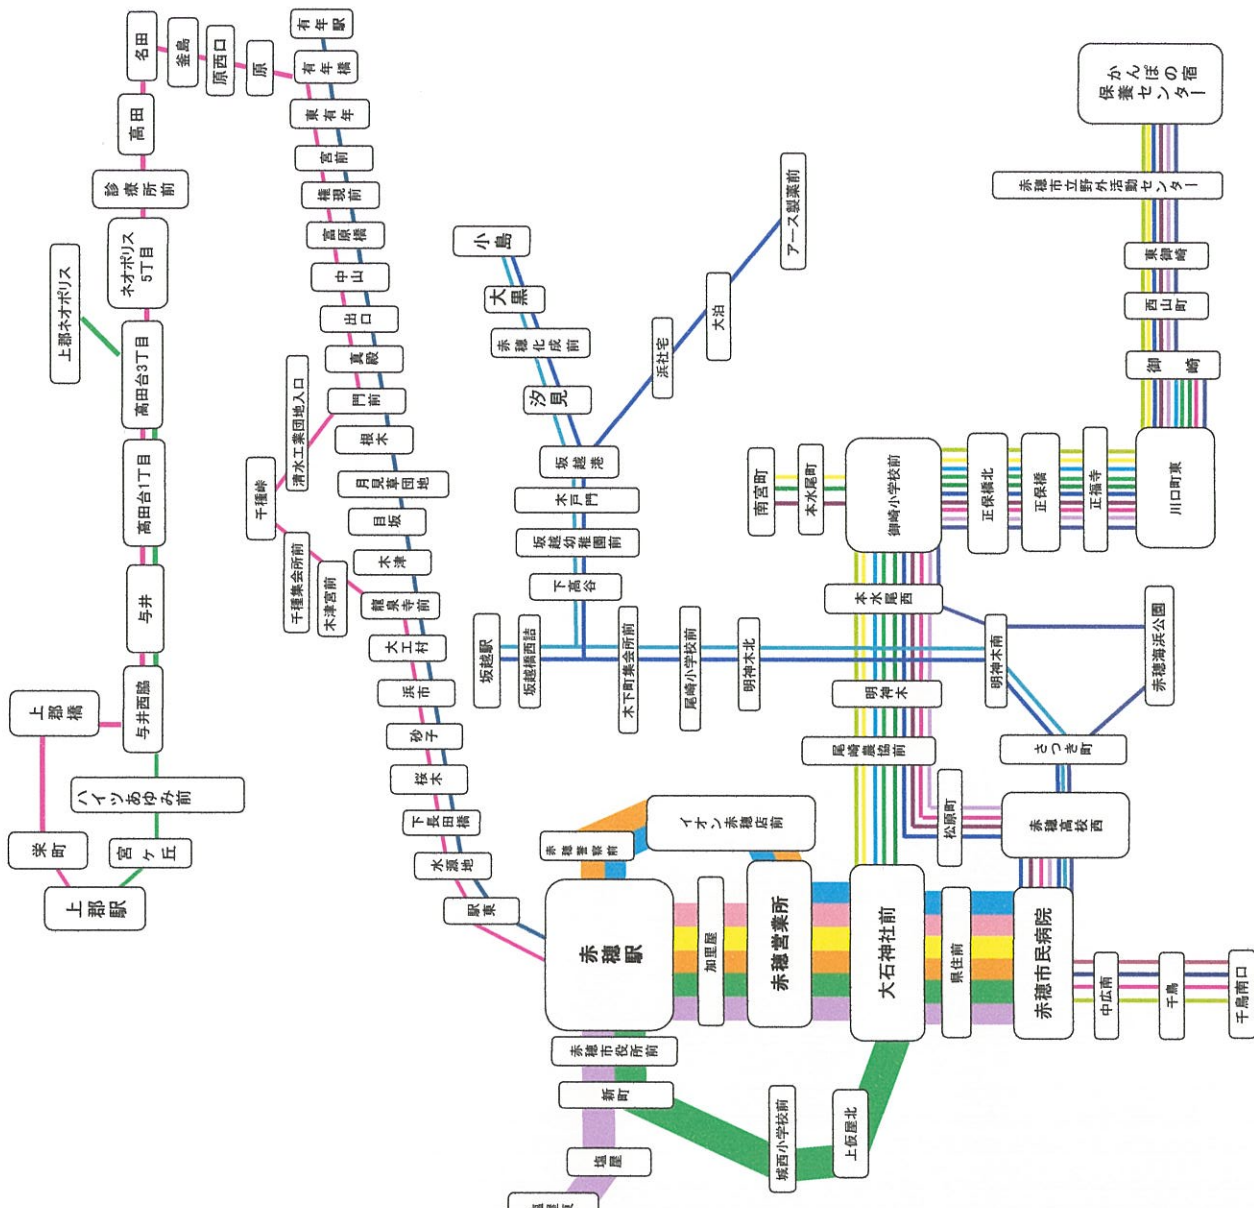 有年駅
有年橋
東有年
宮前
権現前
富原橋
中山
出口
真殿
門前
根木
月見草団地
目坂
木津
龍泉寺前
大工村
浜市
砂子
桜木
下長田橋
水源地
駅東
名田
釜島
原西口
原
高田
診療所前
ネオポリス
5丁目
上郡ネオポリス
高田台3丁目
高田台1丁目
与井
与井西脇
上郡橋
栄町
ハイツあゆみ前
宮ヶ丘
上郡駅
清水工業団地入口
千種峠
千種集会所前
木津宮前
小島
大黒
赤穂化成前
汐見
坂越港
木戸門
坂越幼稚園前
下高谷
アース製薬前
大泊
浜社宅
坂越駅
坂越橋西詰
木下町集会所前
尾崎小学校前
明神木北
明神木南
赤穂海浜公園
さつき町
赤穂高校西
かんぽの宿
保養センター
赤穂市立野外活動センター
東御崎
西山町
御崎
川口町東
正福寺
正保橋
正保橋北
御崎小学校前
南宮町
本水尾町
本水尾西
明神木
尾崎農協前
松原町
赤穂警察前
イオン赤穂店前
赤穂駅
加里屋
赤穂営業所
大石神社前
県住前
赤穂市民病院
中広南
千鳥
千鳥南口
赤穂市役所前
新町
塩屋
城西小学校前
上仮屋北